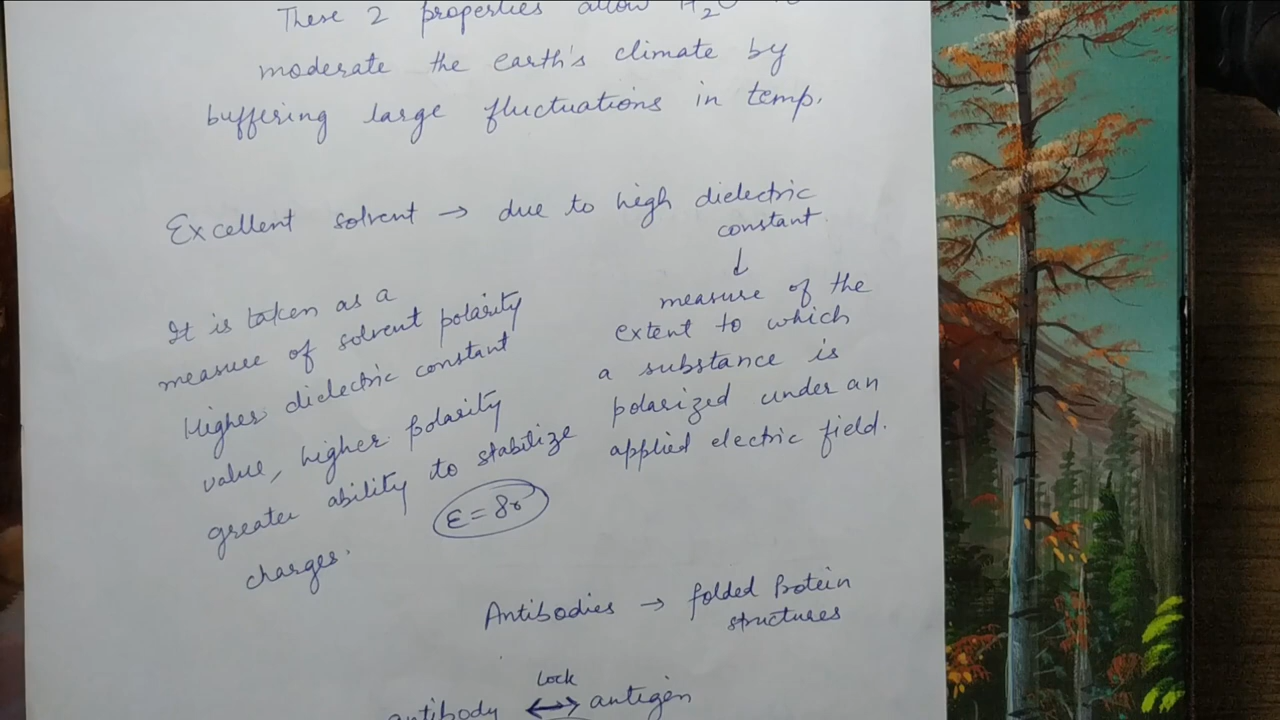 These 2 properties allow H₂O
moderate the earth's climate by
buffering large fluctuations in temp.
Excellent solvent → due to high dielectric
constant.
↓
measure of the
extent to which
a substance is
polarized under an
applied electric field.
It is taken as a
measure of solvent polarity
Higher dielectric constant
value, higher polarity
greater ability to stabilize
charges.
Antibodies → folded Protein
structures
Lock
antibody ↔ antigen